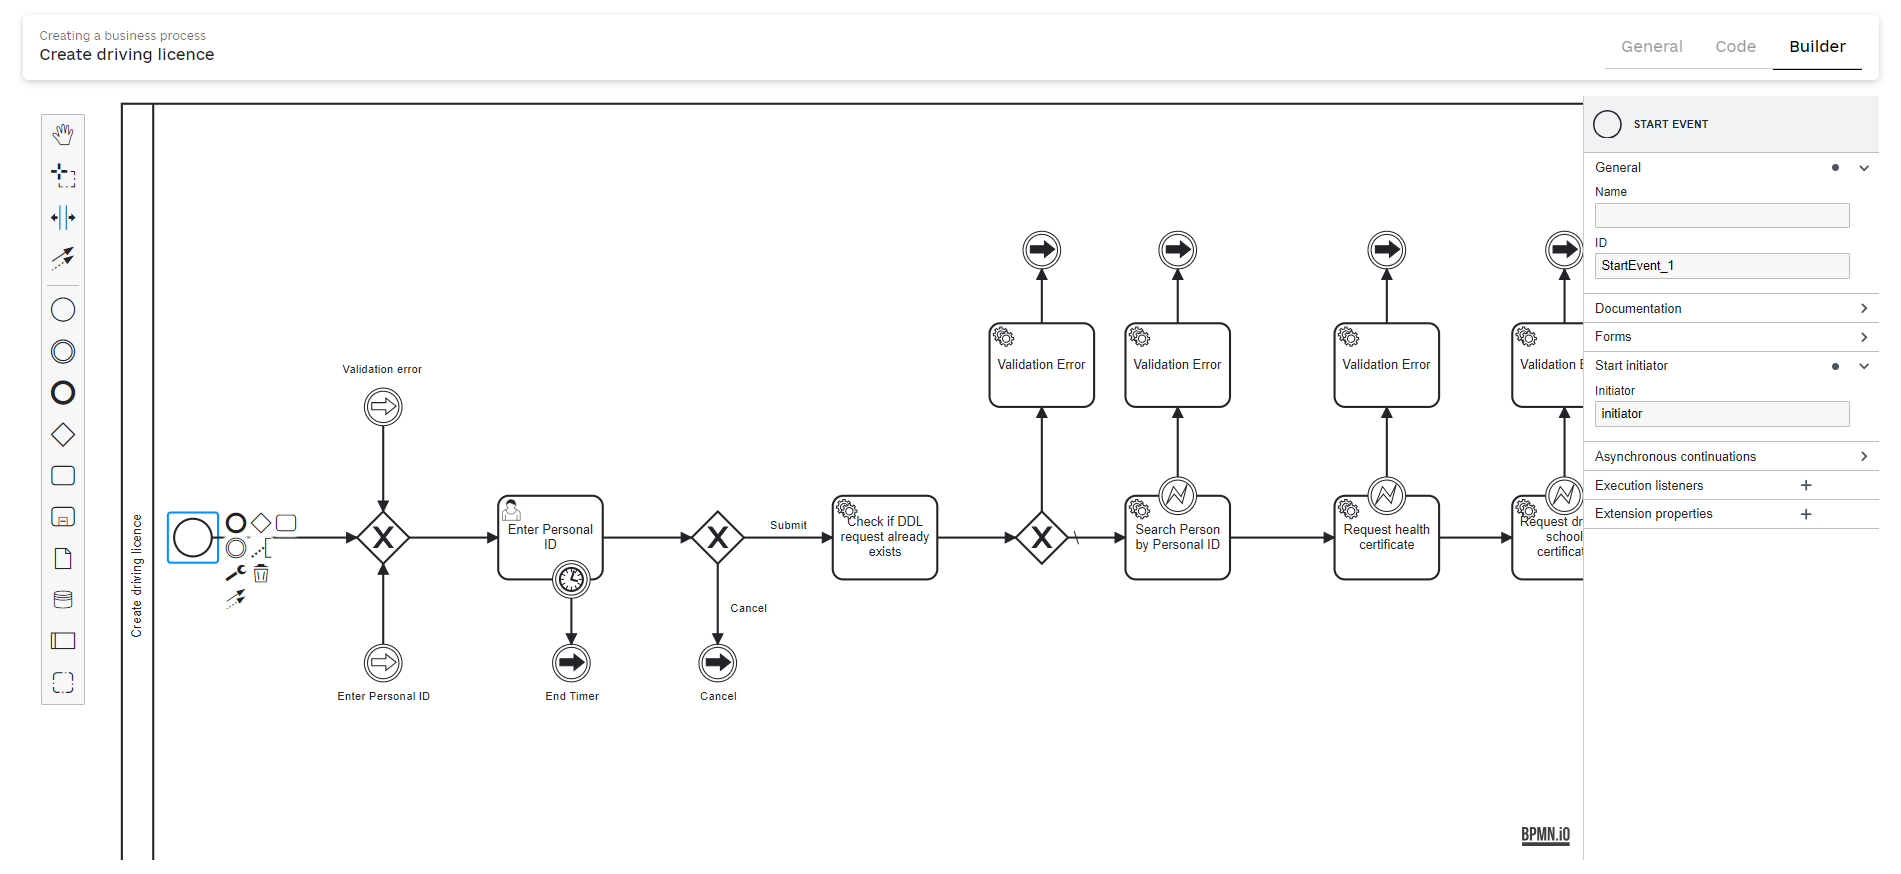 Creating a business process
Create driving licence
General
Code
Builder
START EVENT
General
Name
ID
StartEvent_1
Documentation
Forms
Start initiator
Initiator
initiator
Asynchronous continuations
Execution listeners
Extension properties
Create driving licence
Validation error
Enter Personal
ID
Enter Personal ID
End Timer
Submit
Cancel
Cancel
Check if DDL
request already
exists
Validation Error
Validation Error
Validation Error
Validation E
Search Person
by Personal ID
Request health
certificate
Request dr
school
certificat
BPMN.iO